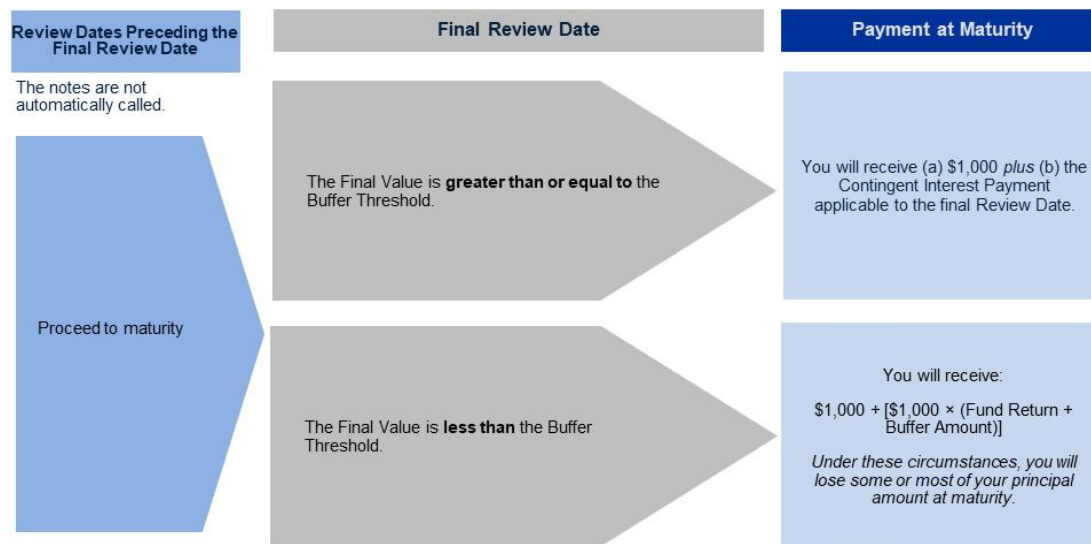 Review Dates Preceding the
Final Review Date
Final Review Date
Payment at Maturity
The notes are not
automatically called.
Proceed to maturity
The Final Value is greater than or equal to the
Buffer Threshold.
You will receive (a) $1,000 plus (b) the
Contingent Interest Payment
applicable to the final Review Date.
The Final Value is less than the Buffer
Threshold.
You will receive:
$1,000 + [$1,000 × (Fund Return +
Buffer Amount)]
Under these circumstances, you will
lose some or most of your principal
amount at maturity.